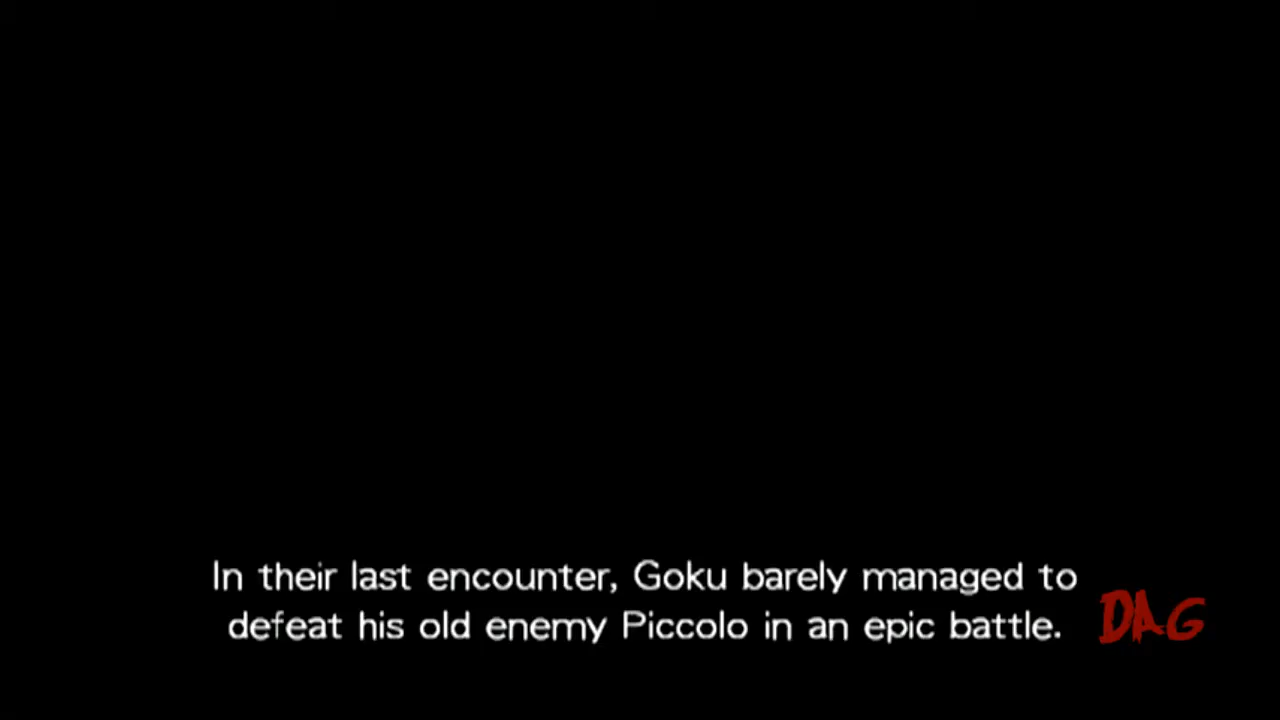 In their last encounter, Goku barely managed to
defeat his old enemy Piccolo in an epic battle.
DAG